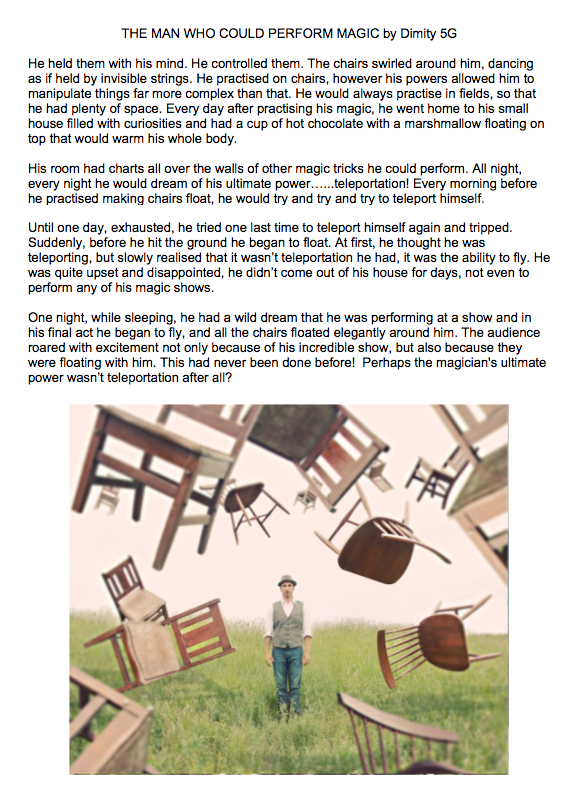 THE MAN WHO COULD PERFORM MAGIC by Dimity 5G
He held them with his mind. He controlled them. The chairs swirled around him, dancing
as if held by invisible strings. He practised on chairs, however his powers allowed him to
manipulate things far more complex than that. He would always practise in fields, so that
he had plenty of space. Every day after practising his magic, he went home to his small
house filled with curiosities and had a cup of hot chocolate with a marshmallow floating on
top that would warm his whole body.
His room had charts all over the walls of other magic tricks he could perform. All night,
every night he would dream of his ultimate power…...teleportation! Every morning before
he practised making chairs float, he would try and try and try to teleport himself.
Until one day, exhausted, he tried one last time to teleport himself again and tripped.
Suddenly, before he hit the ground he began to float. At first, he thought he was
teleporting, but slowly realised that it wasn’t teleportation he had, it was the ability to fly. He
was quite upset and disappointed, he didn’t come out of his house for days, not even to
perform any of his magic shows.
One night, while sleeping, he had a wild dream that he was performing at a show and in
his final act he began to fly, and all the chairs floated elegantly around him. The audience
roared with excitement not only because of his incredible show, but also because they
were floating with him. This had never been done before!  Perhaps the magician's ultimate
power wasn’t teleportation after all?